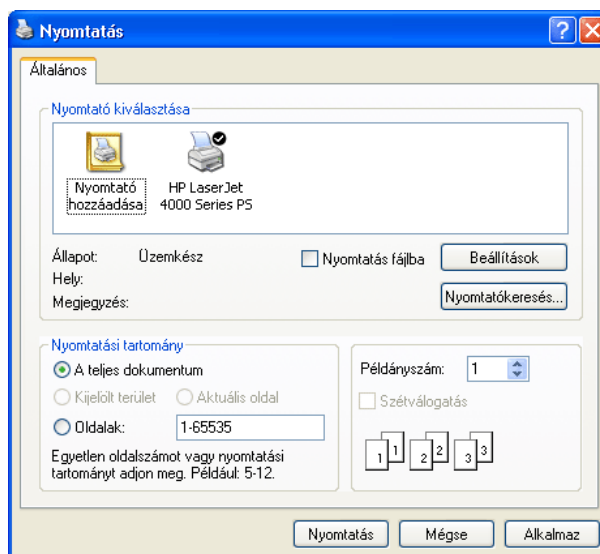 Nyomtatás
Általános
Nyomtató kiválasztása
Nyomtató hozzáadása
HP LaserJet 4000 Series PS
Állapot: Üzemkész
Nyomtatás fájlba
Beállítások
Hely:
Megjegyzés:
Nyomtatókeresés...
Nyomtatási tartomány
A teljes dokumentum
Kijelölt terület
Aktuális oldal
Oldalak: 1-65535
Egyetlen oldalszámot vagy nyomtatási
tartományt adjon meg. Például: 5-12.
Példányszám: 1
Szétválogatás
1 1 2 2 3 3
Nyomtatás
Mégse
Alkalmaz